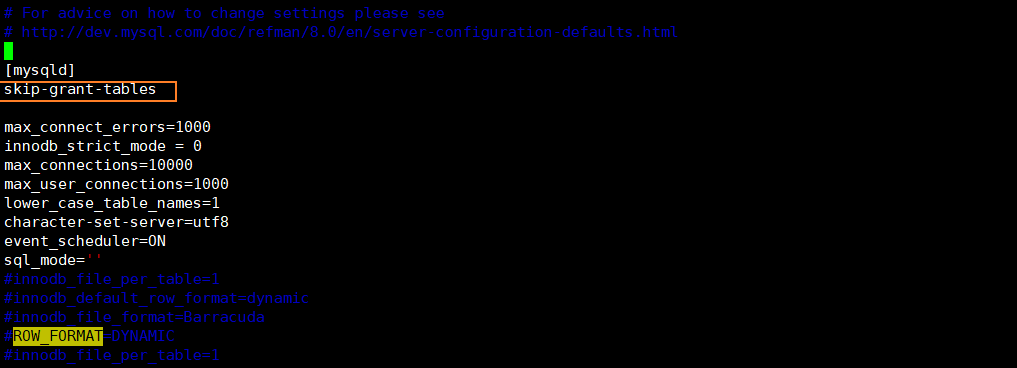 # For advice on how to change settings please see
# http://dev.mysql.com/doc/refman/8.0/en/server-configuration-defaults.html
[mysqld]
skip-grant-tables
max_connect_errors=1000
innodb_strict_mode = 0
max_connections=10000
max_user_connections=1000
lower_case_table_names=1
character-set-server=utf8
event_scheduler=ON
sql_mode=''
#innodb_file_per_table=1
#innodb_default_row_format=dynamic
#innodb_file_format=Barracuda
#ROW_FORMAT=DYNAMIC
#innodb_file_per_table=1